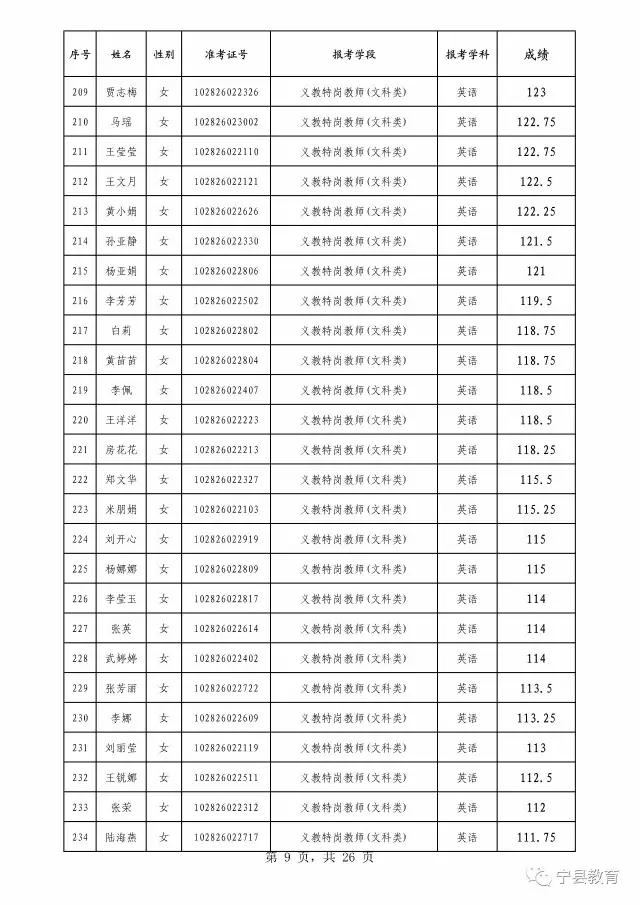 序号 姓名 性别 准考证号 报考学段 报考学科 成绩
209 贾志梅 女 102826022326 义教特岗教师(文科类) 英语 123
210 马瑶 女 102826023002 义教特岗教师(文科类) 英语 122.75
211 王莹莹 女 102826022110 义教特岗教师(文科类) 英语 122.75
212 王文月 女 102826022121 义教特岗教师(文科类) 英语 122.5
213 黄小娟 女 102826022626 义教特岗教师(文科类) 英语 122.25
214 孙亚静 女 102826022330 义教特岗教师(文科类) 英语 121.5
215 杨亚娟 女 102826022806 义教特岗教师(文科类) 英语 121
216 李芳芳 女 102826022502 义教特岗教师(文科类) 英语 119.5
217 白莉 女 102826022802 义教特岗教师(文科类) 英语 118.75
218 黄苗苗 女 102826022804 义教特岗教师(文科类) 英语 118.75
219 李佩 女 102826022407 义教特岗教师(文科类) 英语 118.5
220 王洋洋 女 102826022223 义教特岗教师(文科类) 英语 118.5
221 房花花 女 102826022213 义教特岗教师(文科类) 英语 118.25
222 郑文华 女 102826022327 义教特岗教师(文科类) 英语 115.5
223 米朋娟 女 102826022103 义教特岗教师(文科类) 英语 115.25
224 刘开心 女 102826022919 义教特岗教师(文科类) 英语 115
225 杨娜娜 女 102826022809 义教特岗教师(文科类) 英语 115
226 李莹玉 女 102826022817 义教特岗教师(文科类) 英语 114
227 张英 女 102826022614 义教特岗教师(文科类) 英语 114
228 武婷婷 女 102826022402 义教特岗教师(文科类) 英语 114
229 张芳丽 女 102826022722 义教特岗教师(文科类) 英语 113.5
230 李娜 女 102826022609 义教特岗教师(文科类) 英语 113.25
231 刘丽莹 女 102826022119 义教特岗教师(文科类) 英语 113
232 王锐娜 女 102826022511 义教特岗教师(文科类) 英语 112.5
233 张荣 女 102826022312 义教特岗教师(文科类) 英语 112
234 陆海燕 女 102826022717 义教特岗教师(文科类) 英语 111.75
第 9 页，共 26 页
宁县教育